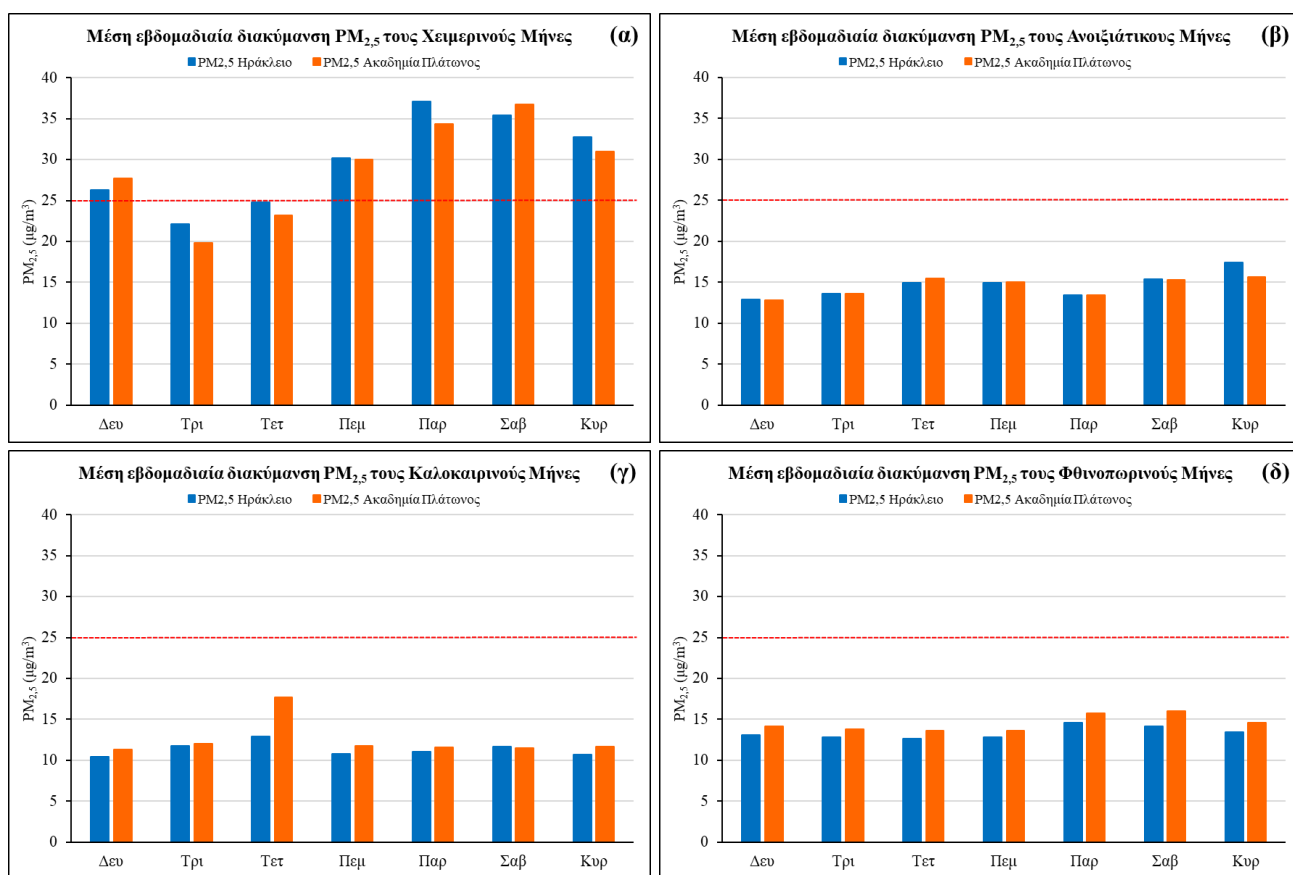 Μέση εβδομαδιαία διακύμανση PM2,5 τους Χειμερινούς Μήνες (α)
PM2,5 Ηράκλειο PM2,5 Ακαδημία Πλάτωνος
PM2,5 (μg/m³)
40
35
30
25
20
15
10
5
0
Δευ Τρι Τετ Πεμ Παρ Σαβ Κυρ
Μέση εβδομαδιαία διακύμανση PM2,5 τους Ανοιξιάτικους Μήνες (β)
PM2,5 Ηράκλειο PM2,5 Ακαδημία Πλάτωνος
PM2,5 (μg/m³)
40
35
30
25
20
15
10
5
0
Δευ Τρι Τετ Πεμ Παρ Σαβ Κυρ
Μέση εβδομαδιαία διακύμανση PM2,5 τους Καλοκαιρινούς Μήνες (γ)
PM2,5 Ηράκλειο PM2,5 Ακαδημία Πλάτωνος
PM2,5 (μg/m³)
40
35
30
25
20
15
10
5
0
Δευ Τρι Τετ Πεμ Παρ Σαβ Κυρ
Μέση εβδομαδιαία διακύμανση PM2,5 τους Φθινοπωρινούς Μήνες (δ)
PM2,5 Ηράκλειο PM2,5 Ακαδημία Πλάτωνος
PM2,5 (μg/m³)
40
35
30
25
20
15
10
5
0
Δευ Τρι Τετ Πεμ Παρ Σαβ Κυρ